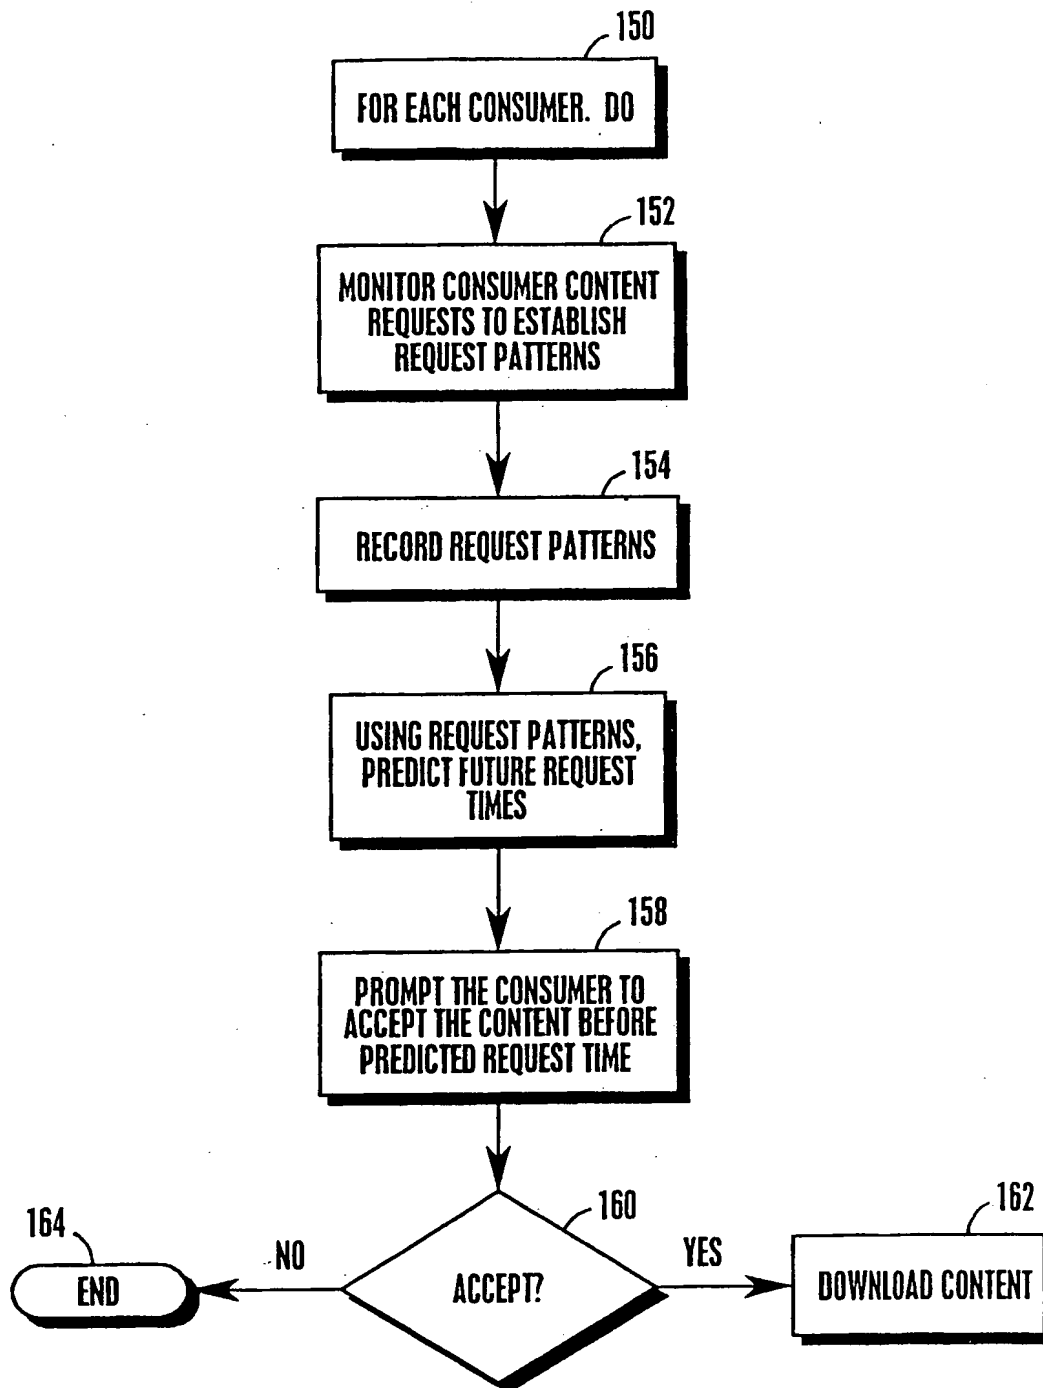 150
FOR EACH CONSUMER. DO
152
MONITOR CONSUMER CONTENT
REQUESTS TO ESTABLISH
REQUEST PATTERNS
154
RECORD REQUEST PATTERNS
156
USING REQUEST PATTERNS,
PREDICT FUTURE REQUEST
TIMES
158
PROMPT THE CONSUMER TO
ACCEPT THE CONTENT BEFORE
PREDICTED REQUEST TIME
160
ACCEPT?
NO
164
END
YES
162
DOWNLOAD CONTENT